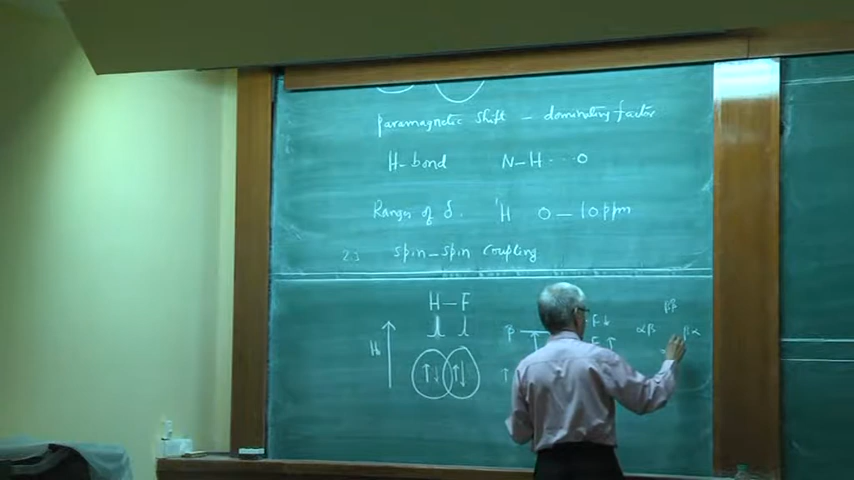 paramagnetic shift - dominating factor
H-bond N-H···O
Ranges of δ. ¹H 0-10 ppm
2.3 spin-spin coupling
H-F
ββ
β F↓ αβ βα
F↑
H₀ ↑↓ ↑↓ ↑